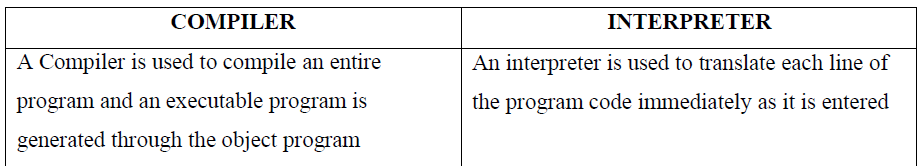 COMPILER
INTERPRETER
A Compiler is used to compile an entire
program and an executable program is
generated through the object program
An interpreter is used to translate each line of
the program code immediately as it is entered